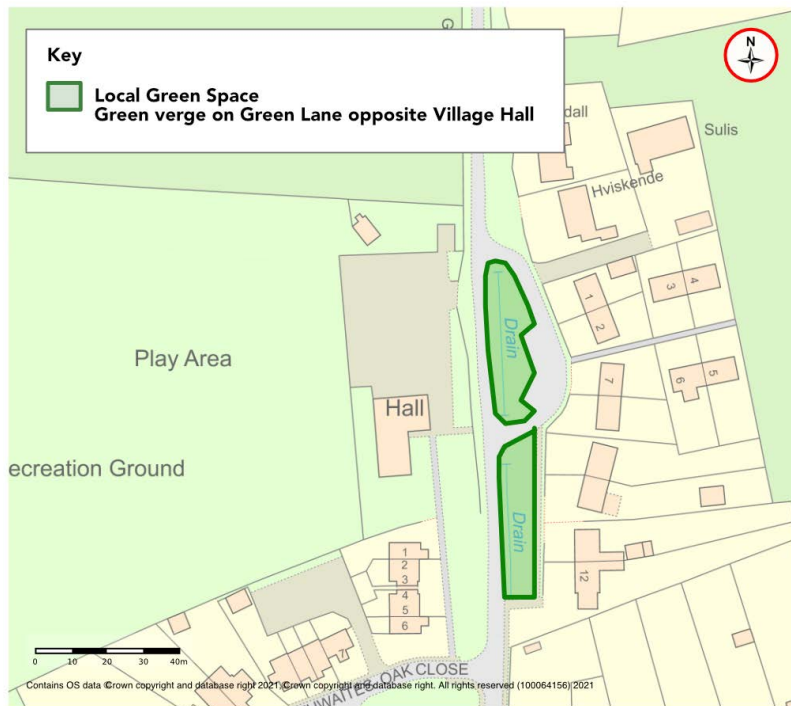 Key
Local Green Space
Green verge on Green Lane opposite Village Hall
N
G
dall
Sulis
Hviskende
3
4
1
2
Drain
Play Area
Hall
7
6
5
ecreation Ground
Drain
12
1
2
3
4
5
6
7
0 10 20 30 40m
OAK CLOSE
Contains OS data ©Crown copyright and database right 2021 Crown copyright and database right. All rights reserved (100064156) 2021